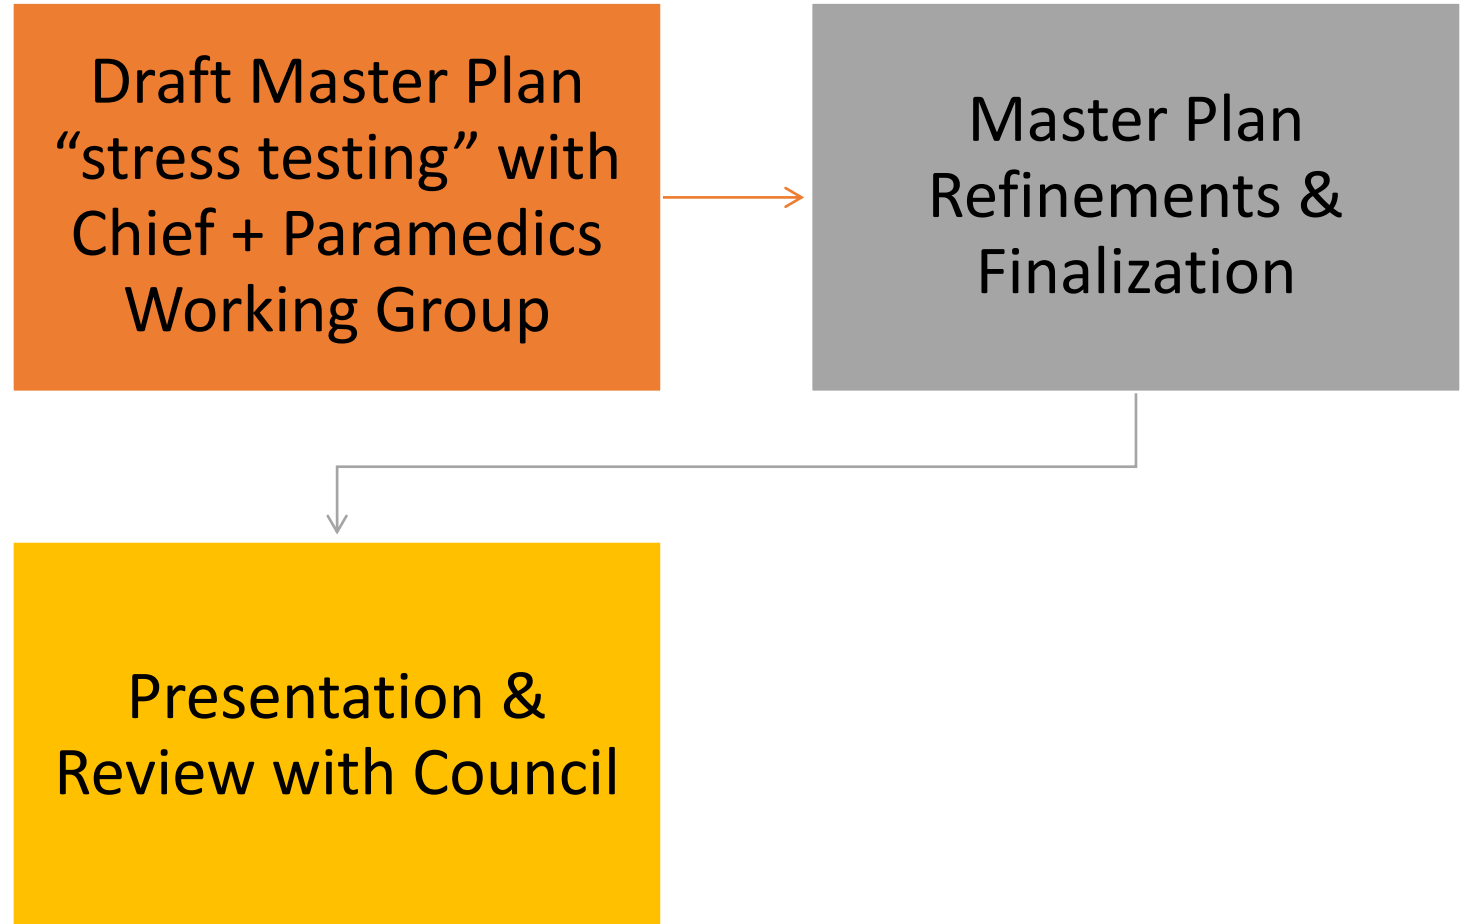 Draft Master Plan
“stress testing” with
Chief + Paramedics
Working Group
Master Plan
Refinements &
Finalization
Presentation &
Review with Council